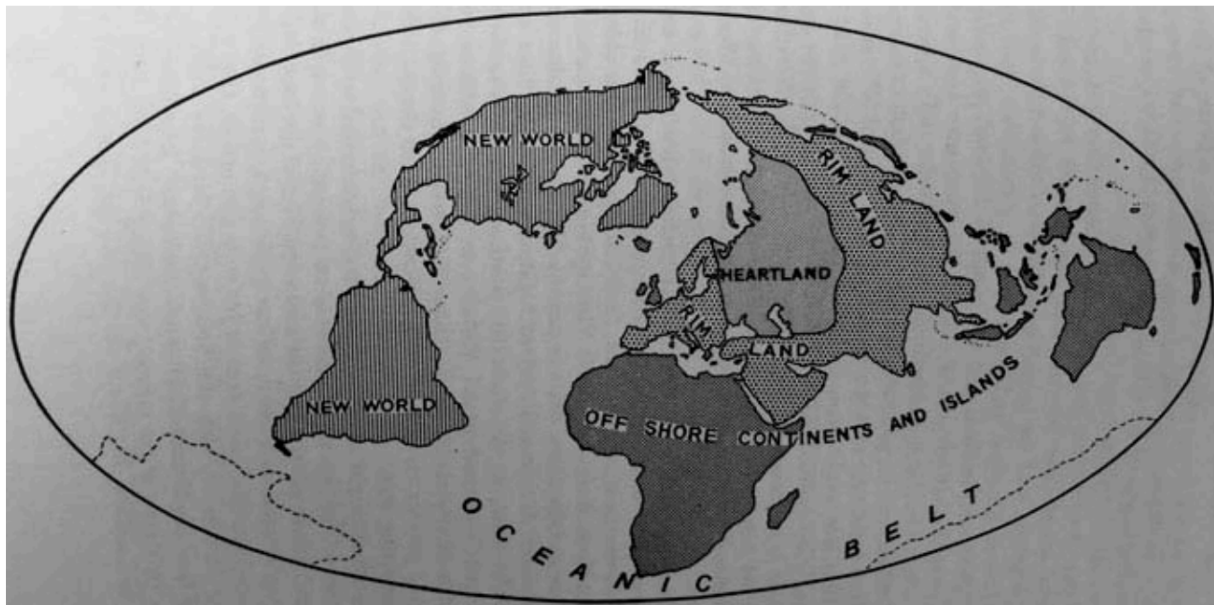 NEW WORLD
RIM LAND
HEARTLAND
RIM
LAND
NEW WORLD
OFF SHORE CONTINENTS AND ISLANDS
OCEANIC BELT